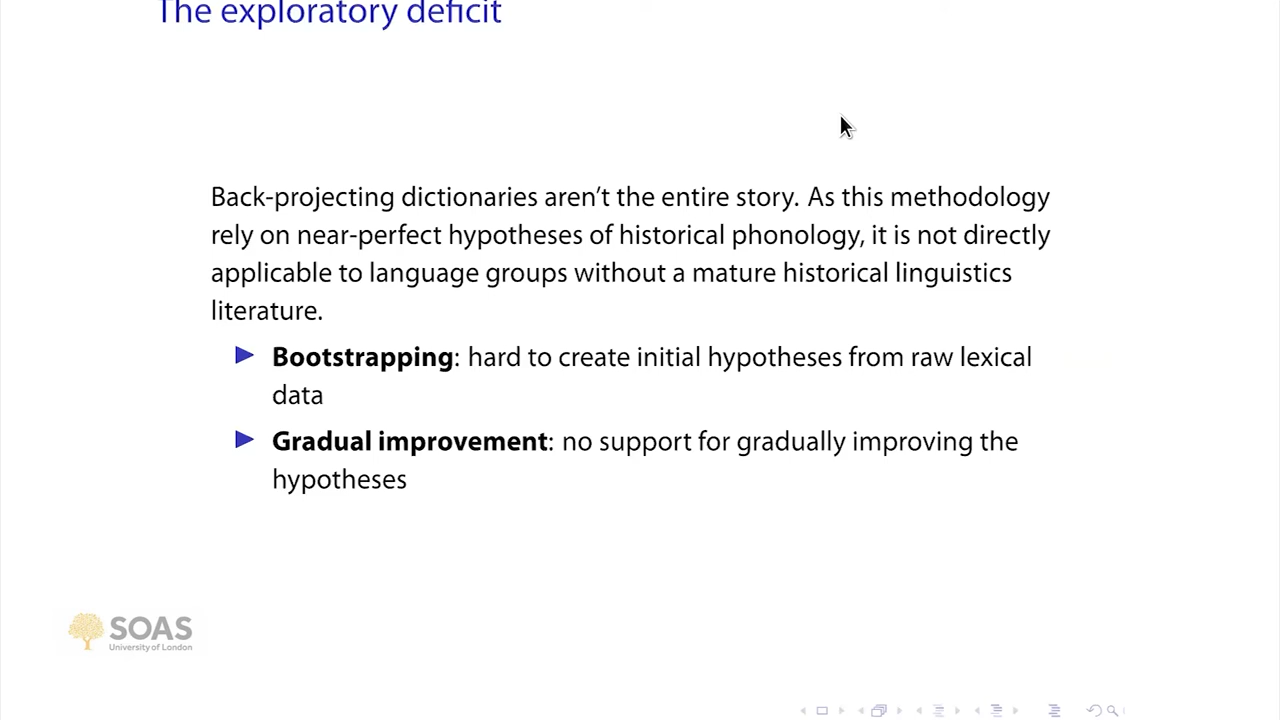 The exploratory deficit
Back-projecting dictionaries aren't the entire story. As this methodology
rely on near-perfect hypotheses of historical phonology, it is not directly
applicable to language groups without a mature historical linguistics
literature.
Bootstrapping: hard to create initial hypotheses from raw lexical
data
Gradual improvement: no support for gradually improving the
hypotheses
SOAS
University of London